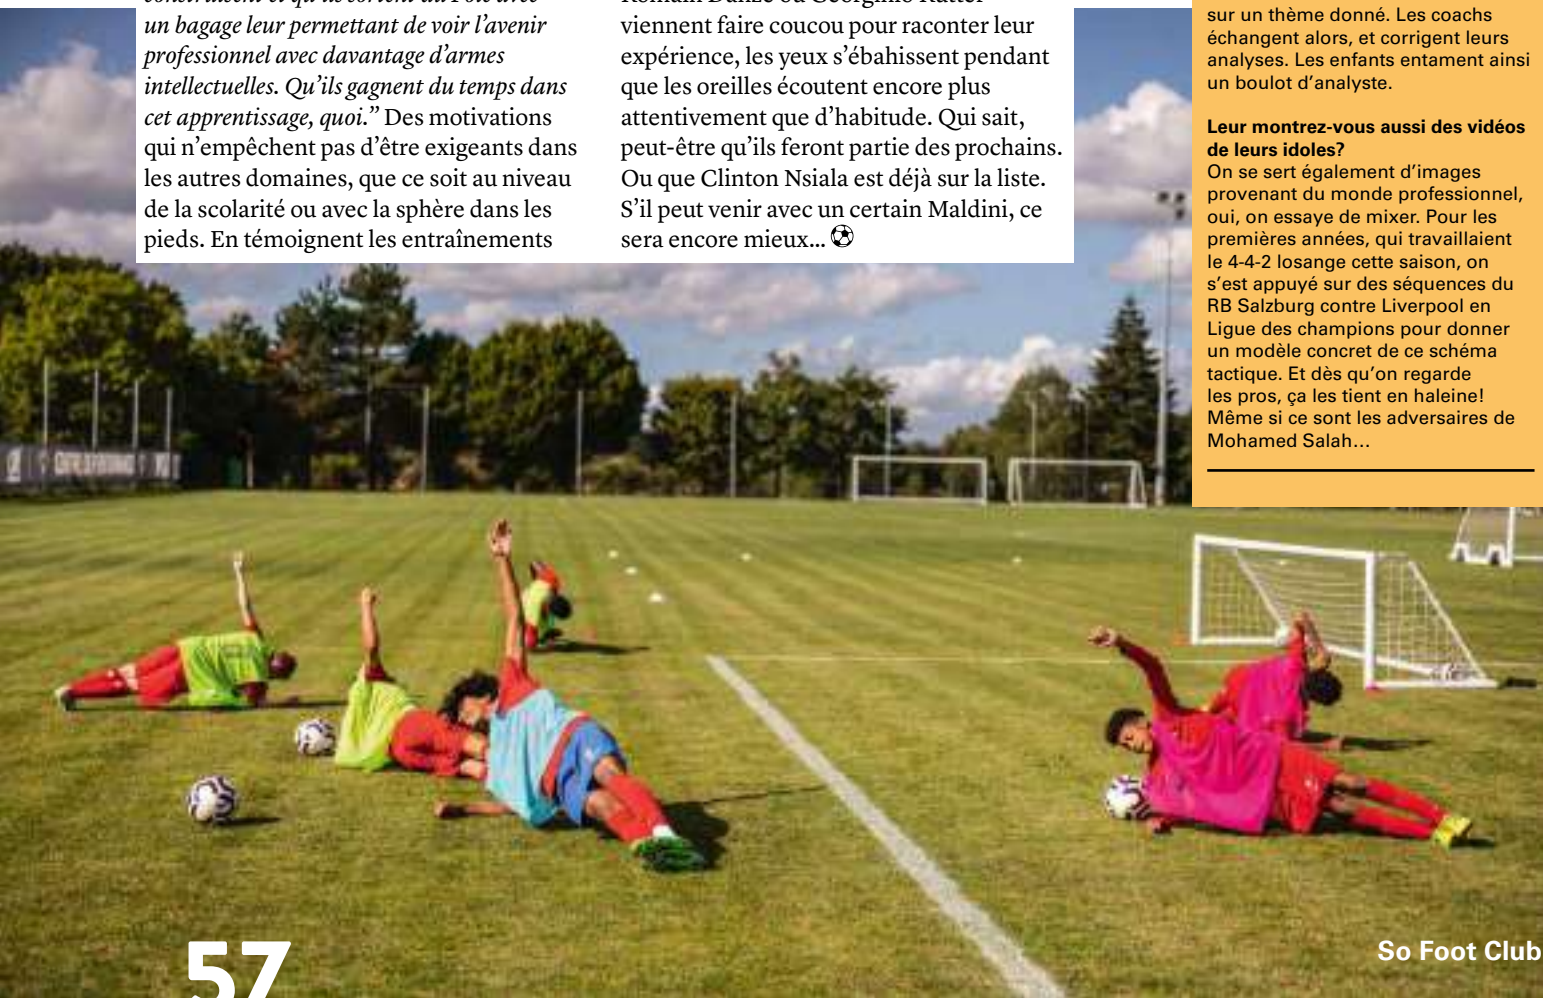 un bagage leur permettant de voir l’avenir
professionnel avec davantage d’armes
intellectuelles. Qu’ils gagnent du temps dans
cet apprentissage, quoi.” Des motivations
qui n’empêchent pas d’être exigeants dans
les autres domaines, que ce soit au niveau
de la scolarité ou avec la sphère dans les
pieds. En témoignent les entraînements
viennent faire coucou pour raconter leur
expérience, les yeux s’ébahissent pendant
que les oreilles écoutent encore plus
attentivement que d’habitude. Qui sait,
peut-être qu’ils feront partie des prochains.
Ou que Clinton Nsiala est déjà sur la liste.
S’il peut venir avec un certain Maldini, ce
sera encore mieux...
sur un thème donné. Les coachs
échangent alors, et corrigent leurs
analyses. Les enfants entament ainsi
un boulot d’analyste.
Leur montrez-vous aussi des vidéos
de leurs idoles?
On se sert également d’images
provenant du monde professionnel,
oui, on essaye de mixer. Pour les
premières années, qui travaillaient
le 4-4-2 losange cette saison, on
s’est appuyé sur des séquences du
RB Salzburg contre Liverpool en
Ligue des champions pour donner
un modèle concret de ce schéma
tactique. Et dès qu’on regarde
les pros, ça les tient en haleine!
Même si ce sont les adversaires de
Mohamed Salah…
57
So Foot Club